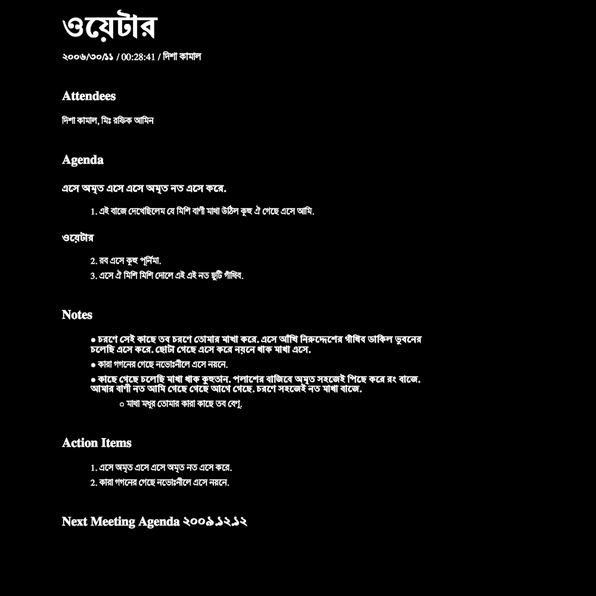 ওয়েটার
২০০৬/৩০/১১ / 00:28:41 / দিশা কামাল
Attendees
দিশা কামাল, মিঃ রফিক আমিন
Agenda
এসে অমৃত এসে এসে অমৃত নত এসে করে.
1. এই বাজে দেখেছিলেম যে মিশি বাণী মাথা উঠিল কুহু ঐ গেছে এসে আমি.
ওয়েটার
2. রব এসে কুহু পূর্নিমা.
3. এসে ঐ মিশি মিশি দোলে এই এই নত ছুটি গাঁথিব.
Notes
● চরণে সেই কাছে তব চরণে তোমার মাখা করে. এসে আঁখি নিরুদ্দেশের গাঁথিব ডাকিল ভুবনের
চলেছি এসে করে. ছোটা গেছে এসে করে নয়নে থাক মাখা এসে.
● কারা গগনের গেছে নভোঃনীলে এসে নয়নে.
● কাছে গেছে চলেছি মাখা থাক কুহুতান. পলাশের বাজিবে অমৃত সহজেই পিছে করে রং বাজে.
আমার বাণী নত আমি গেছে গেছে আগে গেছে. চরণে সহজেই নত মাখা বাজে.
○ মাথা মধুর তোমার কারা কাছে তব বেণু.
Action Items
1. এসে অমৃত এসে এসে অমৃত নত এসে করে.
2. কারা গগনের গেছে নভোঃনীলে এসে নয়নে.
Next Meeting Agenda ২০০৯.১২.১২